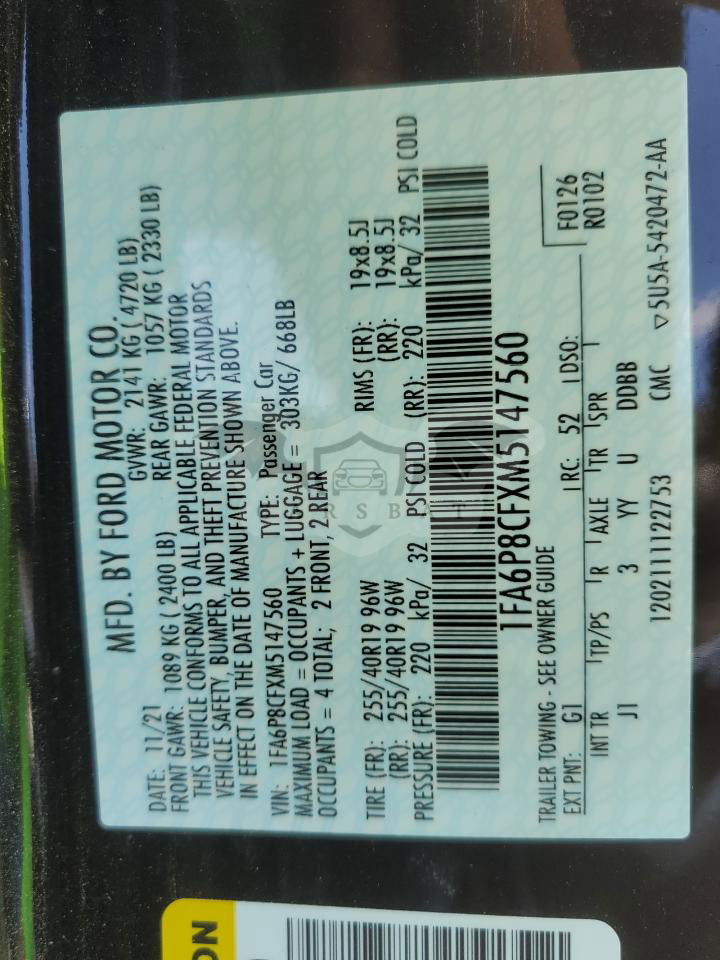 MFD. BY FORD MOTOR CO.
DATE: 11/21 GVWR: 2141 KG ( 4720 LB)
FRONT GAWR: 1089 KG ( 2400 LB) REAR GAWR: 1057 KG ( 2330 LB)
THIS VEHICLE CONFORMS TO ALL APPLICABLE FEDERAL MOTOR
VEHICLE SAFETY, BUMPER, AND THEFT PREVENTION STANDARDS
IN EFFECT ON THE DATE OF MANUFACTURE SHOWN ABOVE.
VIN: 1FA6P8CFXM5147560 TYPE: Passenger Car
MAXIMUM LOAD = OCCUPANTS + LUGGAGE = 303KG/ 668LB
OCCUPANTS = 4 TOTAL; 2 FRONT, 2 REAR
TIRE (FR): 255/40R19 96W RIMS (FR): 19x8.5J
(RR): 255/40R19 96W (RR): 19x8.5J
PRESSURE (FR): 220 kPa/ 32 PSI COLD (RR): 220 kPa/ 32 PSI COLD
1FA6P8CFXM5147560
TRAILER TOWING - SEE OWNER GUIDE
F0126
EXT PNT: G1 RC: 52 DSO: R0102
INT TR TP/PS R AXLE TR SPR
J1 3 YY U DDBB
1202111122753 CMC ▽5U5A-5420472-AA
RSBAT
ON